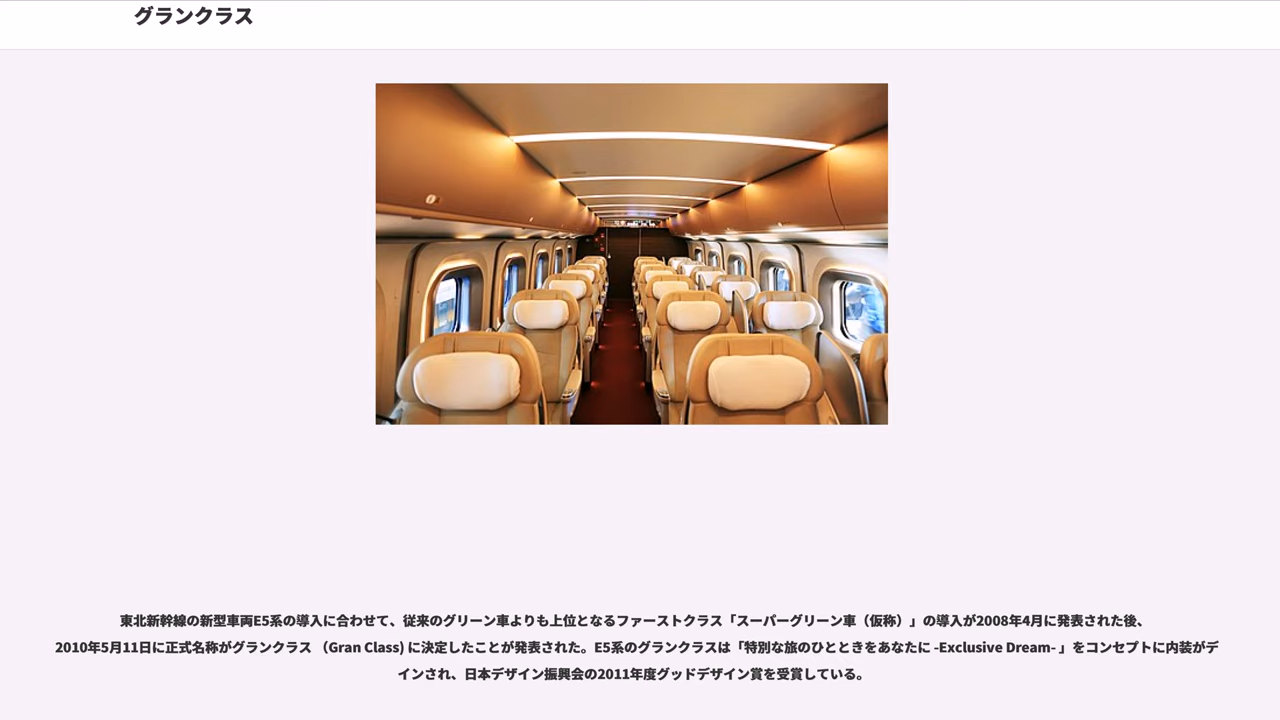 グランクラス
東北新幹線の新型車両E5系の導入に合わせて、従来のグリーン車よりも上位となるファーストクラス「スーパーグリーン車（仮称）」の導入が2008年4月に発表された後、
2010年5月11日に正式名称がグランクラス （Gran Class) に決定したことが発表された。E5系のグランクラスは「特別な旅のひとときをあなたに -Exclusive Dream- 」をコンセプトに内装がデ
インされ、日本デザイン振興会の2011年度グッドデザイン賞を受賞している。